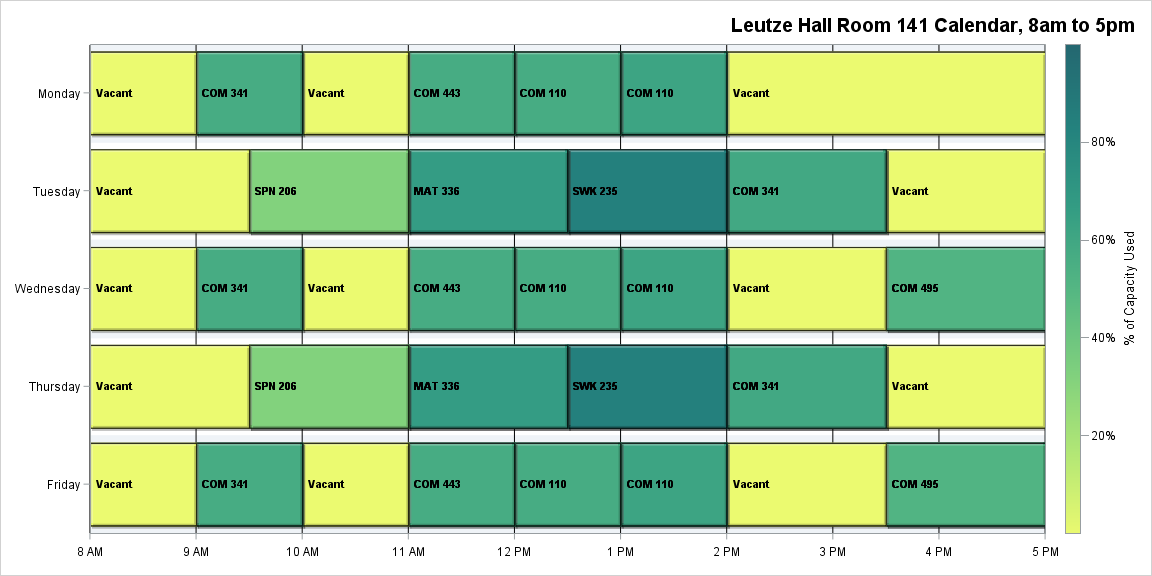 Leutze Hall Room 141 Calendar, 8am to 5pm
Monday Vacant COM 341 Vacant COM 443 COM 110 COM 110 Vacant
Tuesday Vacant SPN 206 MAT 336 SWK 235 COM 341 Vacant
Wednesday Vacant COM 341 Vacant COM 443 COM 110 COM 110 Vacant COM 495
Thursday Vacant SPN 206 MAT 336 SWK 235 COM 341 Vacant
Friday Vacant COM 341 Vacant COM 443 COM 110 COM 110 Vacant COM 495
8 AM 9 AM 10 AM 11 AM 12 PM 1 PM 2 PM 3 PM 4 PM 5 PM
80%
60%
40%
20%
% of Capacity Used